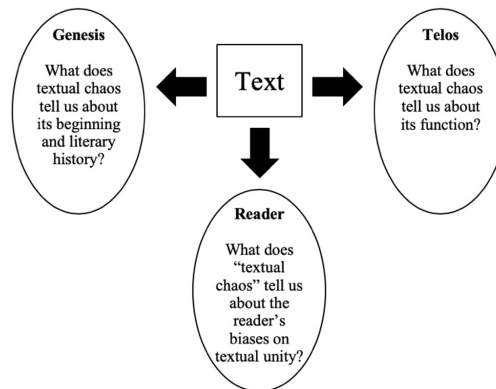 Genesis
What does
textual chaos
tell us about
its beginning
and literary
history?
Text
Telos
What does
textual chaos
tell us about
its function?
Reader
What does
“textual
chaos” tell us
about the
reader’s
biases on
textual unity?